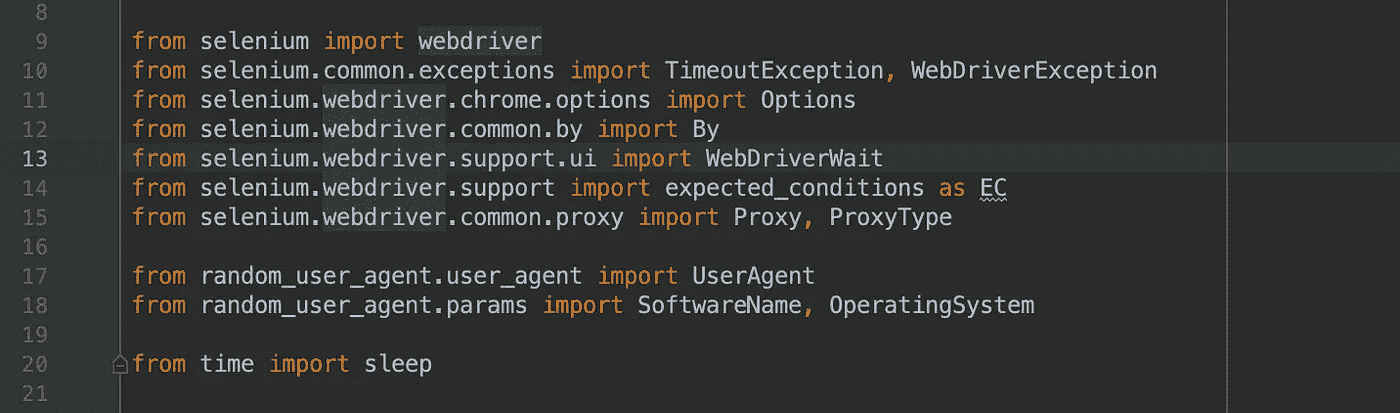 8
9 from selenium import webdriver
10 from selenium.common.exceptions import TimeoutException, WebDriverException
11 from selenium.webdriver.chrome.options import Options
12 from selenium.webdriver.common.by import By
13 from selenium.webdriver.support.ui import WebDriverWait
14 from selenium.webdriver.support import expected_conditions as EC
15 from selenium.webdriver.common.proxy import Proxy, ProxyType
16
17 from random_user_agent.user_agent import UserAgent
18 from random_user_agent.params import SoftwareName, OperatingSystem
19
20 from time import sleep
21